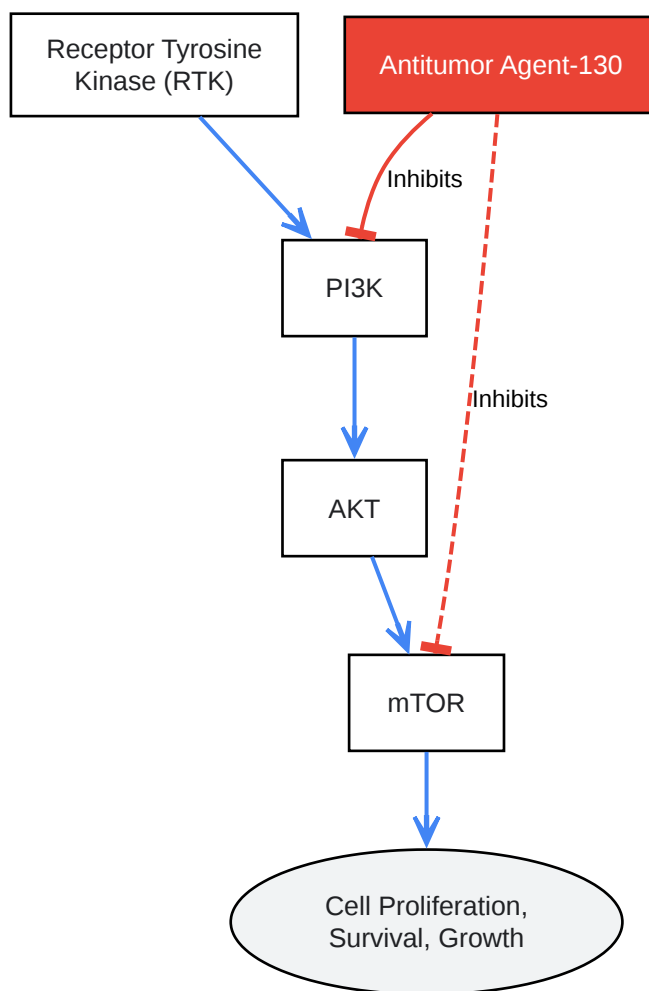 Receptor Tyrosine
Kinase (RTK)
Antitumor Agent-130
Inhibits
PI3K
Inhibits
AKT
mTOR
Cell Proliferation,
Survival, Growth